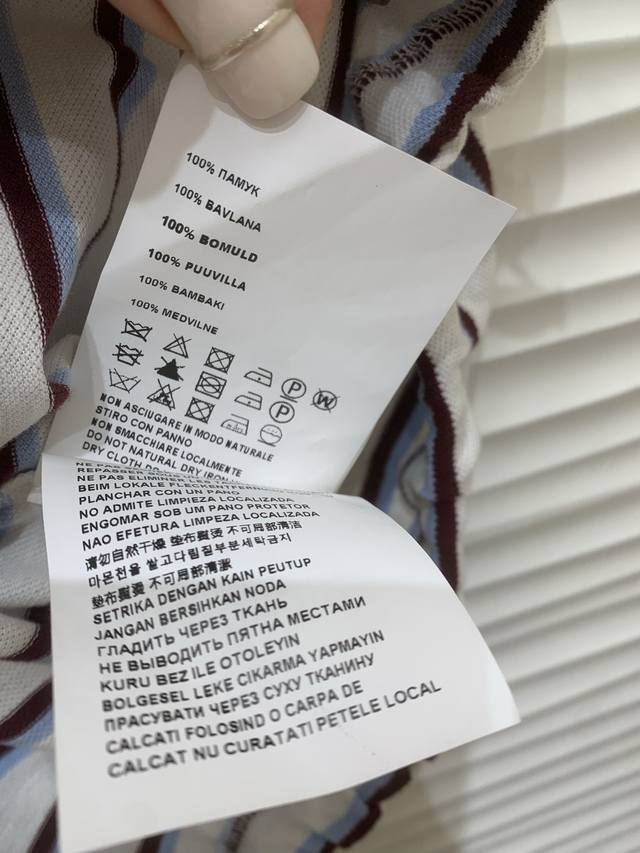 100% ПАМУК
100% BAVLANA
100% BOMULD
100% PUUVILLA
100% BAMBAKI
100% MEDVILNE
P
W
P
NON ASCIUGARE IN MODO NATURALE
STIRO CON PANNO
NON SMACCHIARE LOCALMENTE
DO NOT NATURAL DRY IRON
DRY CLOTH
NE PAS ELIMINER LES
BEIM LOKALE
PLANCHAR CON UN PANO
NO ADMITE LIMPIEZA LOCALIZADA
ENGOMAR SOB UM PANO PROTETOR
NAO EFETURA LIMPEZA LOCALIZADA
请勿自然干燥 垫布熨烫 不可局部清洁
마른천을 깔고다림질부분세탁금지
墊布熨燙 不可局部清潔
SETRIKA DENGAN KAIN PEUTUP
JANGAN BERSIHKAN NODA
ГЛАДИТЬ ЧЕРЕЗ ТКАНЬ
НЕ ВЫВОДИТЬ ПЯТНА МЕСТАМИ
KURU BEZ ILE OTOLEYIN
BOLGESEL LEKE CIKARMA YAPMAYIN
ПРАСУВАТИ ЧЕРЕЗ СУХУ ТКАНИНУ
CALCATI FOLOSIND O CARPA DE
CALCAT NU CURATATI PETELE LOCAL